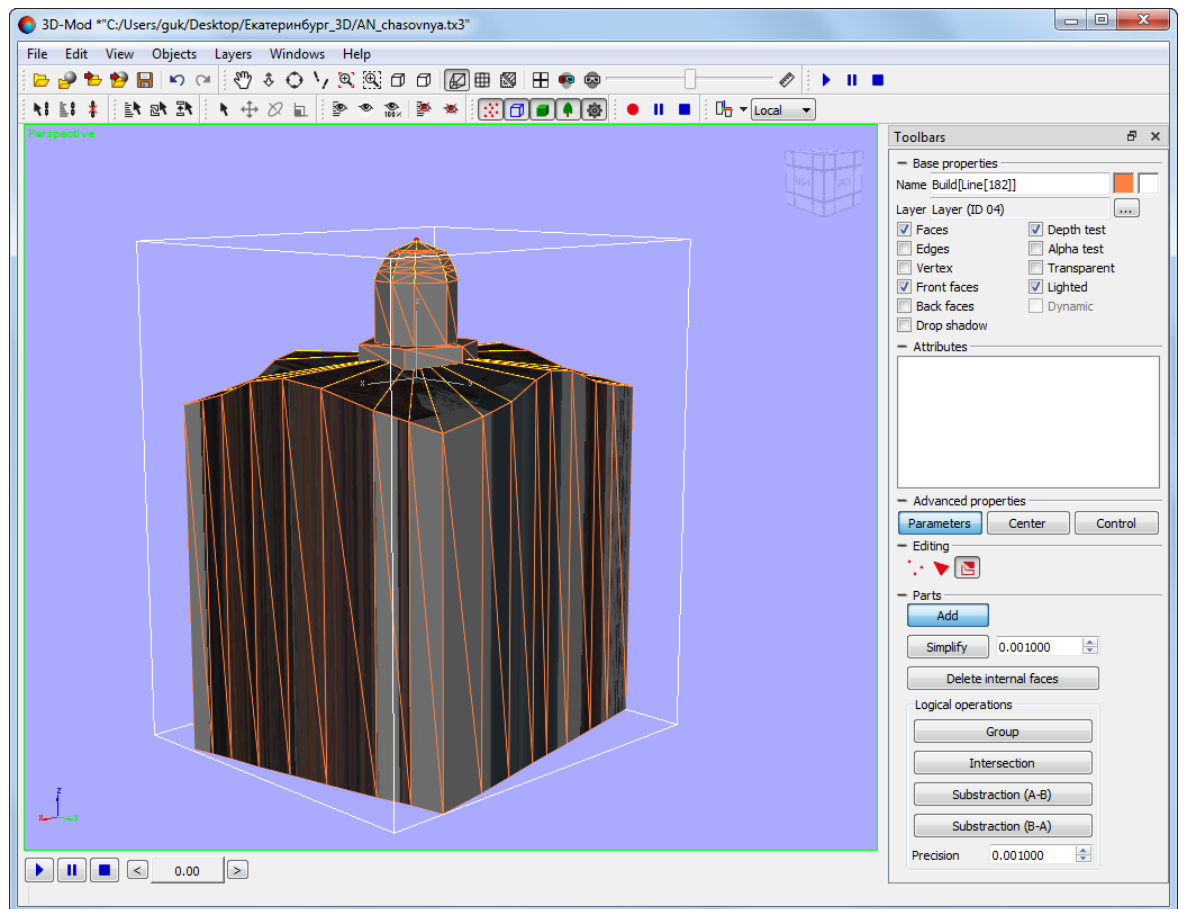 3D-Mod *"C:/Users/guk/Desktop/Екатеринбург_3D/AN_chasovnya.tx3"
File Edit View Objects Layers Windows Help
100%
Local
Perspective
Toolbars
Base properties
Name Build[Line[182]]
Layer Layer (ID 04) ...
Faces Depth test
Edges Alpha test
Vertex Transparent
Front faces Lighted
Back faces Dynamic
Drop shadow
Attributes
Advanced properties
Parameters Center Control
Editing
Parts
Add
Simplify 0.001000
Delete internal faces
Logical operations
Group
Intersection
Substraction (A-B)
Substraction (B-A)
Precision 0.001000
z
x y
z
x y
< 0.00 >